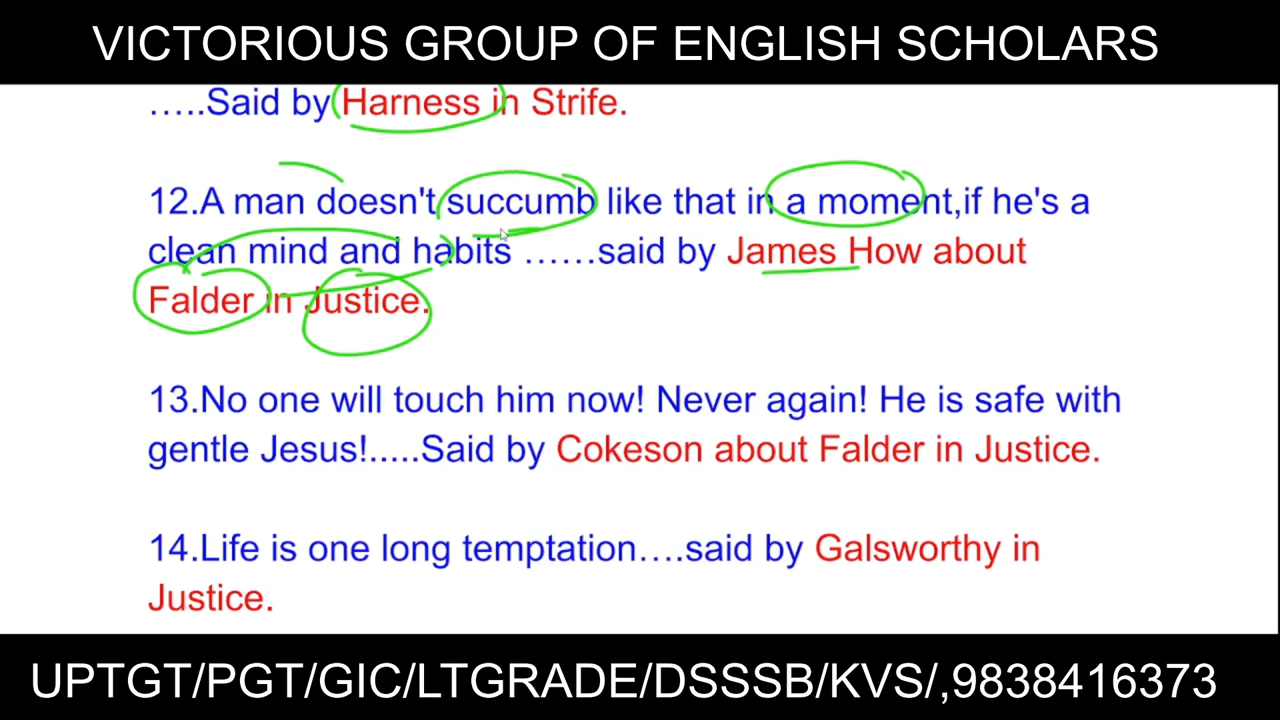 VICTORIOUS GROUP OF ENGLISH SCHOLARS
…..Said by Harness in Strife.
12.A man doesn't succumb like that in a moment,if he's a
clean mind and habits ……said by James How about
Falder in Justice.
13.No one will touch him now! Never again! He is safe with
gentle Jesus!.....Said by Cokeson about Falder in Justice.
14.Life is one long temptation….said by Galsworthy in
Justice.
UPTGT/PGT/GIC/LTGRADE/DSSSB/KVS/,9838416373